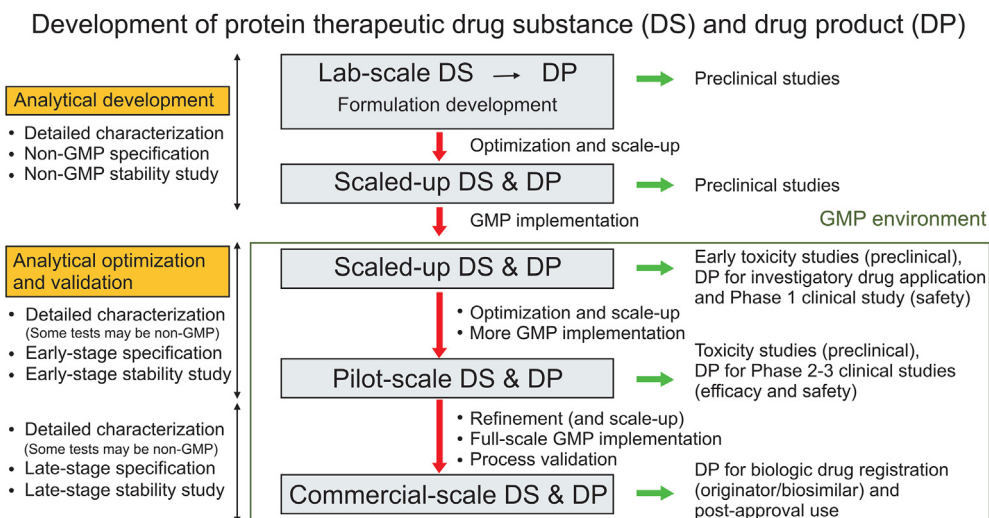 Development of protein therapeutic drug substance (DS) and drug product (DP)
Lab-scale DS → DP
Formulation development
Preclinical studies
Analytical development
• Detailed characterization
• Non-GMP specification
• Non-GMP stability study
Optimization and scale-up
Scaled-up DS & DP
Preclinical studies
GMP implementation
GMP environment
Analytical optimization
and validation
• Detailed characterization
(Some tests may be non-GMP)
• Early-stage specification
• Early-stage stability study
Scaled-up DS & DP
Early toxicity studies (preclinical),
DP for investigatory drug application
and Phase 1 clinical study (safety)
• Optimization and scale-up
• More GMP implementation
Pilot-scale DS & DP
Toxicity studies (preclinical),
DP for Phase 2-3 clinical studies
(efficacy and safety)
• Detailed characterization
(Some tests may be non-GMP)
• Late-stage specification
• Late-stage stability study
• Refinement (and scale-up)
• Full-scale GMP implementation
• Process validation
Commercial-scale DS & DP
DP for biologic drug registration
(originator/biosimilar) and
post-approval use